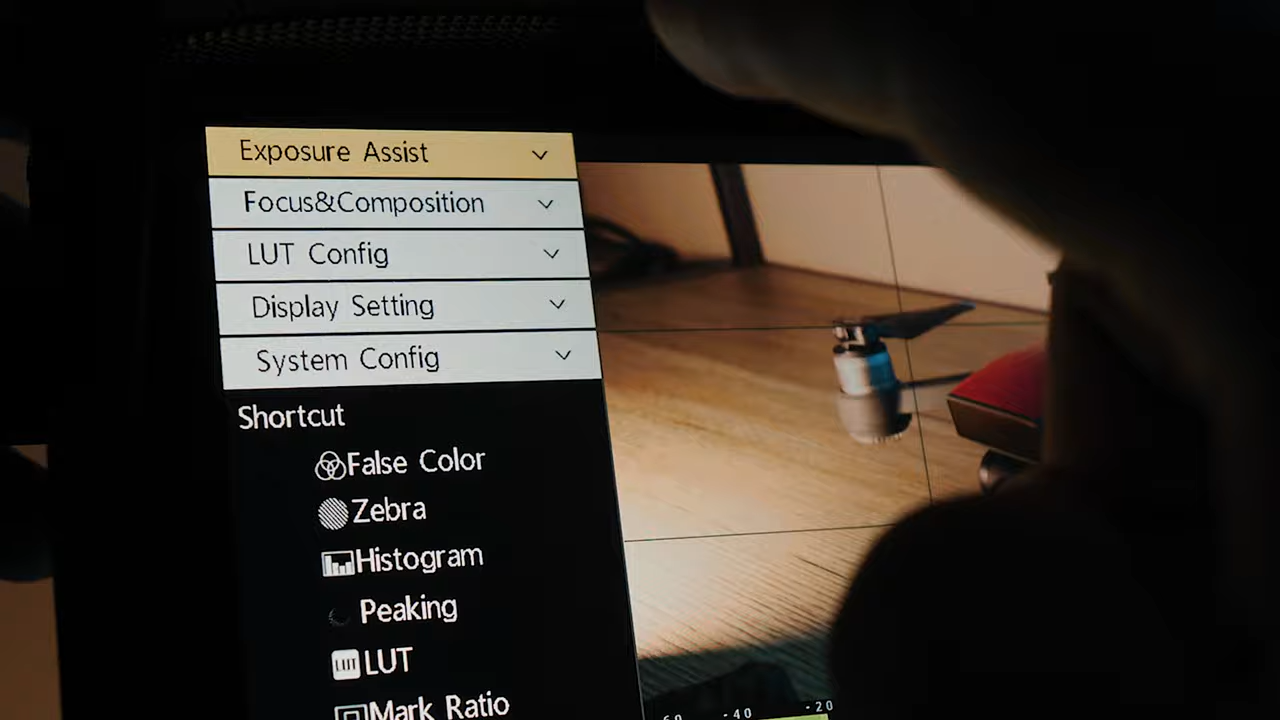 Exposure Assist
Focus&Composition
LUT Config
Display Setting
System Config
Shortcut
False Color
Zebra
Histogram
Peaking
LUT LUT
Mark Ratio
-40 -20